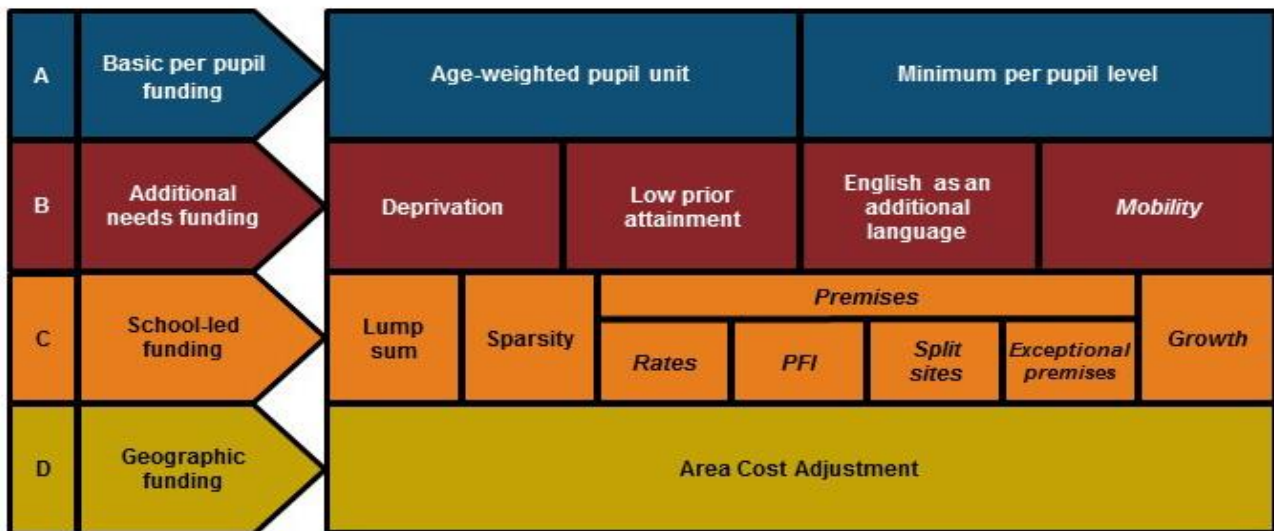 A
Basic per pupil
funding
Age-weighted pupil unit
Minimum per pupil level
B
Additional
needs funding
Deprivation
Low prior
attainment
English as an
additional
language
Mobility
C
School-led
funding
Lump
sum
Sparsity
Premises
Rates
PFI
Split
sites
Exceptional
premises
Growth
D
Geographic
funding
Area Cost Adjustment